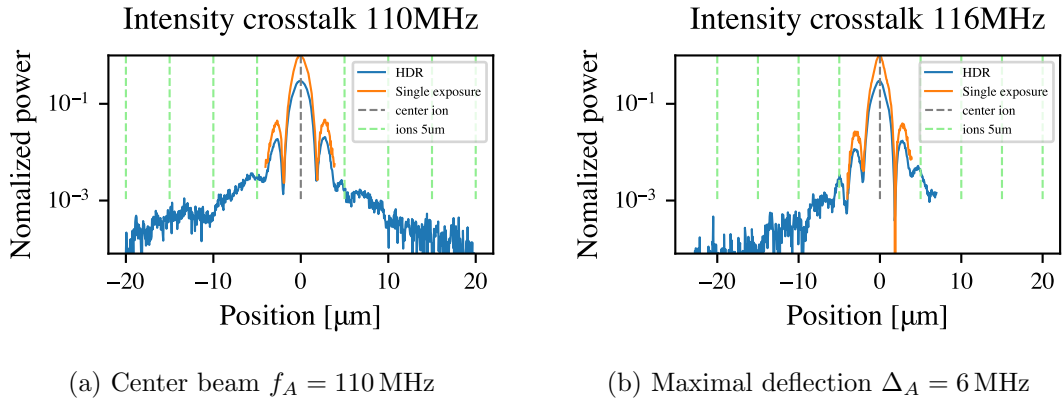 Intensity crosstalk 110MHz
Nomalized power
10⁻¹
10⁻³
HDR
Single exposure
center ion
ions 5um
−20 −10 0 10 20
Position [µm]
(a) Center beam f_A = 110 MHz
Intensity crosstalk 116MHz
Nomalized power
10⁻¹
10⁻³
HDR
Single exposure
center ion
ions 5um
−20 −10 0 10 20
Position [µm]
(b) Maximal deflection Δ_A = 6 MHz